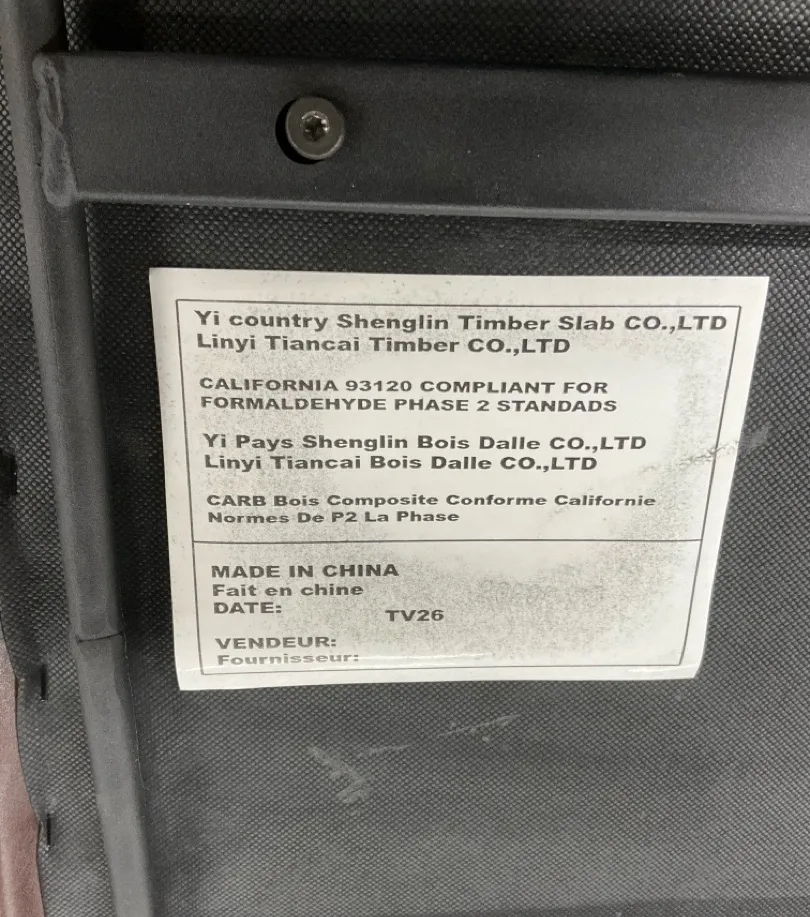 Yi country Shenglin Timber Slab CO.,LTD
Linyi Tiancai Timber CO.,LTD
CALIFORNIA 93120 COMPLIANT FOR
FORMALDEHYDE PHASE 2 STANDADS
Yi Pays Shenglin Bois Dalle CO.,LTD
Linyi Tiancai Bois Dalle CO.,LTD
CARB Bois Composite Conforme Californie
Normes De P2 La Phase
MADE IN CHINA
Fait en chine
DATE:
TV26
VENDEUR:
Fournisseur: